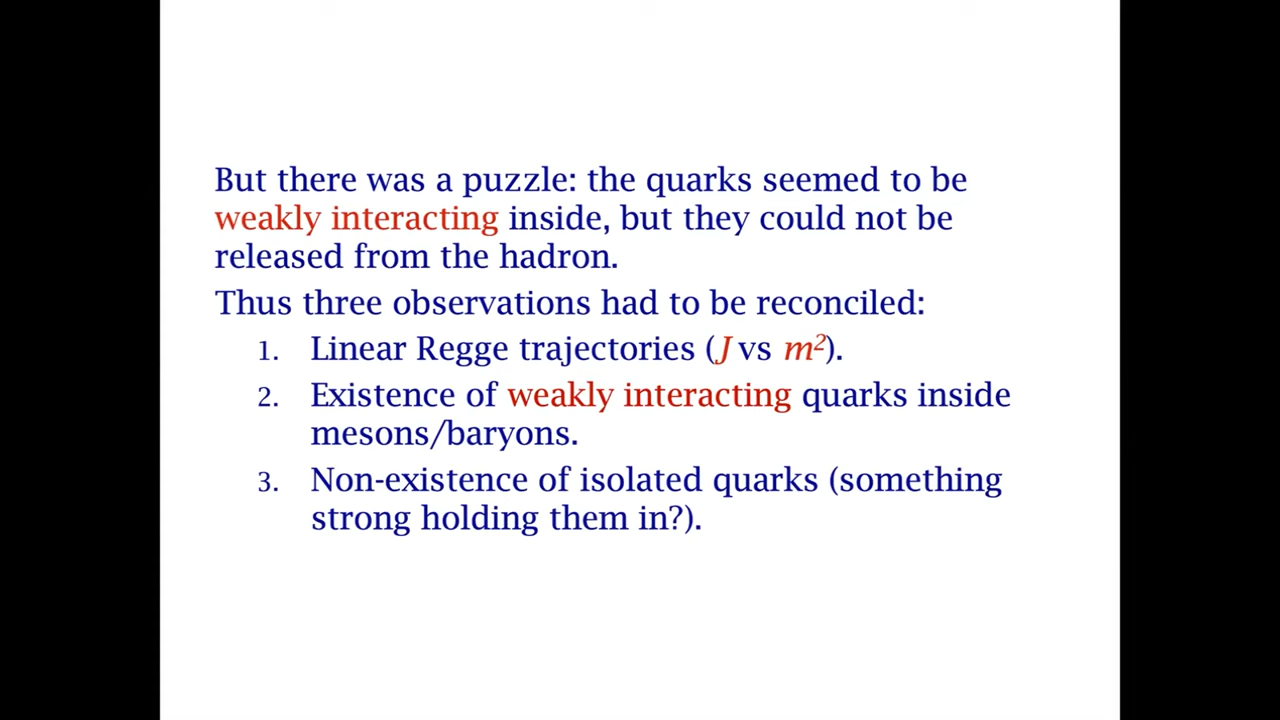 But there was a puzzle: the quarks seemed to be
weakly interacting inside, but they could not be
released from the hadron.
Thus three observations had to be reconciled:
1. Linear Regge trajectories (J vs m²).
2. Existence of weakly interacting quarks inside
mesons/baryons.
3. Non-existence of isolated quarks (something
strong holding them in?).